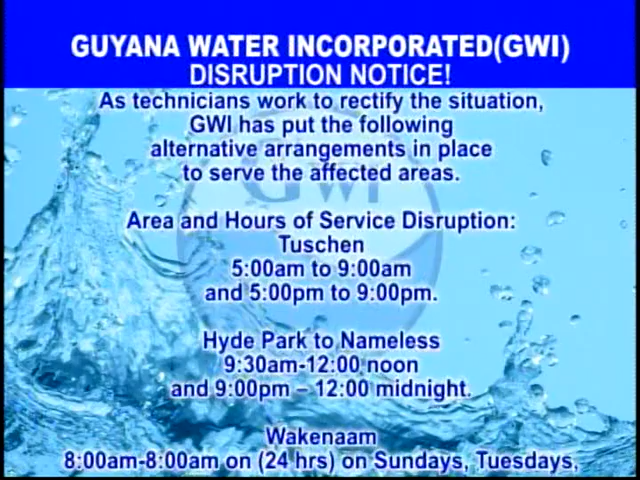 GUYANA WATER INCORPORATED(GWI)
DISRUPTION NOTICE!
As technicians work to rectify the situation,
GWI has put the following
alternative arrangements in place
to serve the affected areas.
Area and Hours of Service Disruption:
Tuschen
5:00am to 9:00am
and 5:00pm to 9:00pm.
Hyde Park to Nameless
9:30am-12:00 noon
and 9:00pm – 12:00 midnight.
Wakenaam
8:00am-8:00am on (24 hrs) on Sundays, Tuesdays,
GWI